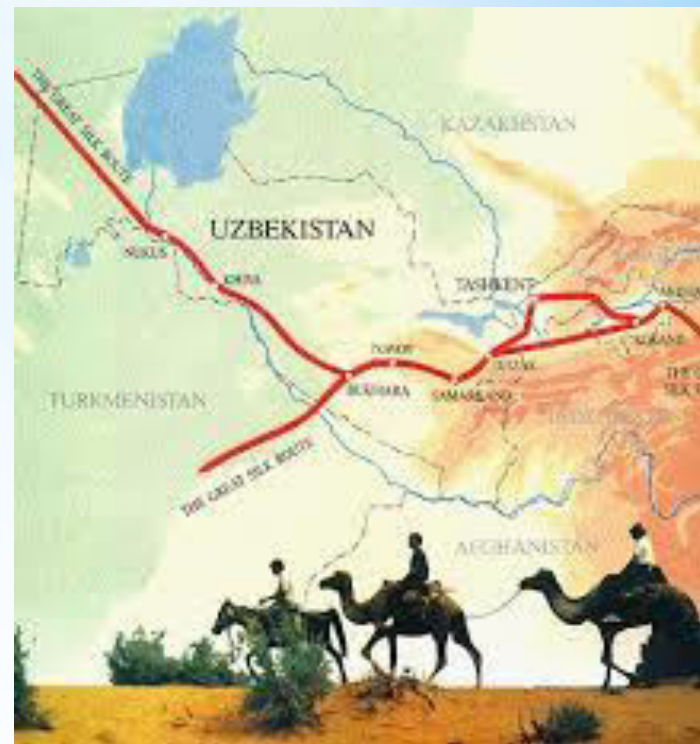 THE GREAT SILK ROUTE
KAZAKHSTAN
UZBEKISTAN
NUKUS
KHIVA
TASHKENT
BUKHARA
SAMARKAND
KOKAND
TURKMENISTAN
THE GREAT SILK ROUTE
AFGHANISTAN